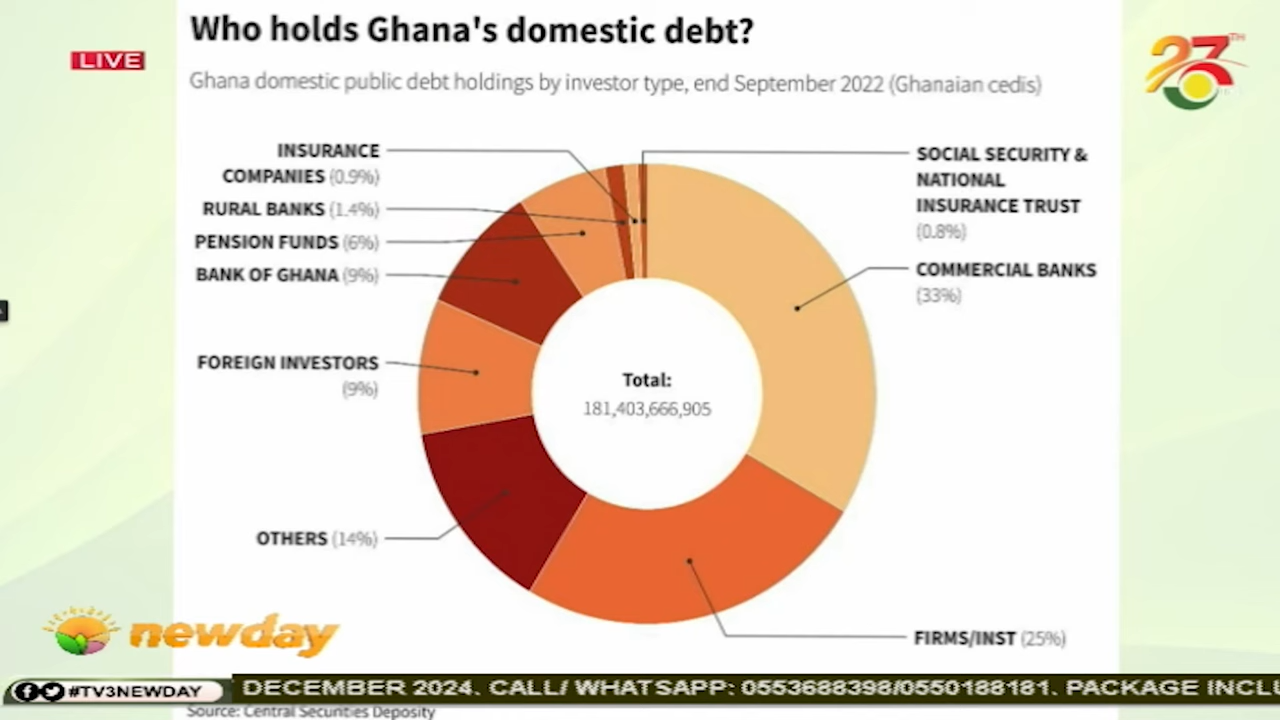 Who holds Ghana's domestic debt?
LIVE
23TH
Ghana domestic public debt holdings by investor type, end September 2022 (Ghanaian cedis)
INSURANCE
COMPANIES (0.9%)
RURAL BANKS (1.4%)
PENSION FUNDS (6%)
BANK OF GHANA (9%)
FOREIGN INVESTORS
(9%)
OTHERS (14%)
SOCIAL SECURITY &
NATIONAL
INSURANCE TRUST
(0.8%)
COMMERCIAL BANKS
(33%)
Total:
181,403,666,905
FIRMS/INST (25%)
newday
#TV3NEWDAY
DECEMBER 2024. CALL/ WHATSAPP: 0553688398/0550188181. PACKAGE INCLU
Source: Central Securities Deposity